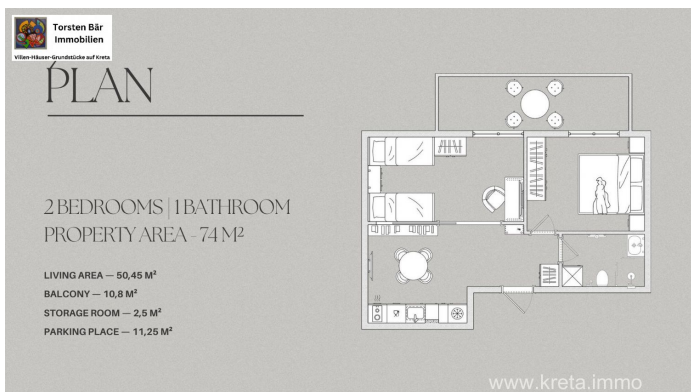 Torsten Bär
Immobilien
Villen-Häuser-Grundstücke auf Kreta
PLAN
2 BEDROOMS | 1 BATHROOM
PROPERTY AREA - 74 M²
LIVING AREA — 50,45 M²
BALCONY — 10,8 M²
STORAGE ROOM — 2,5 M²
PARKING PLACE — 11,25 M²
www.kreta.immo